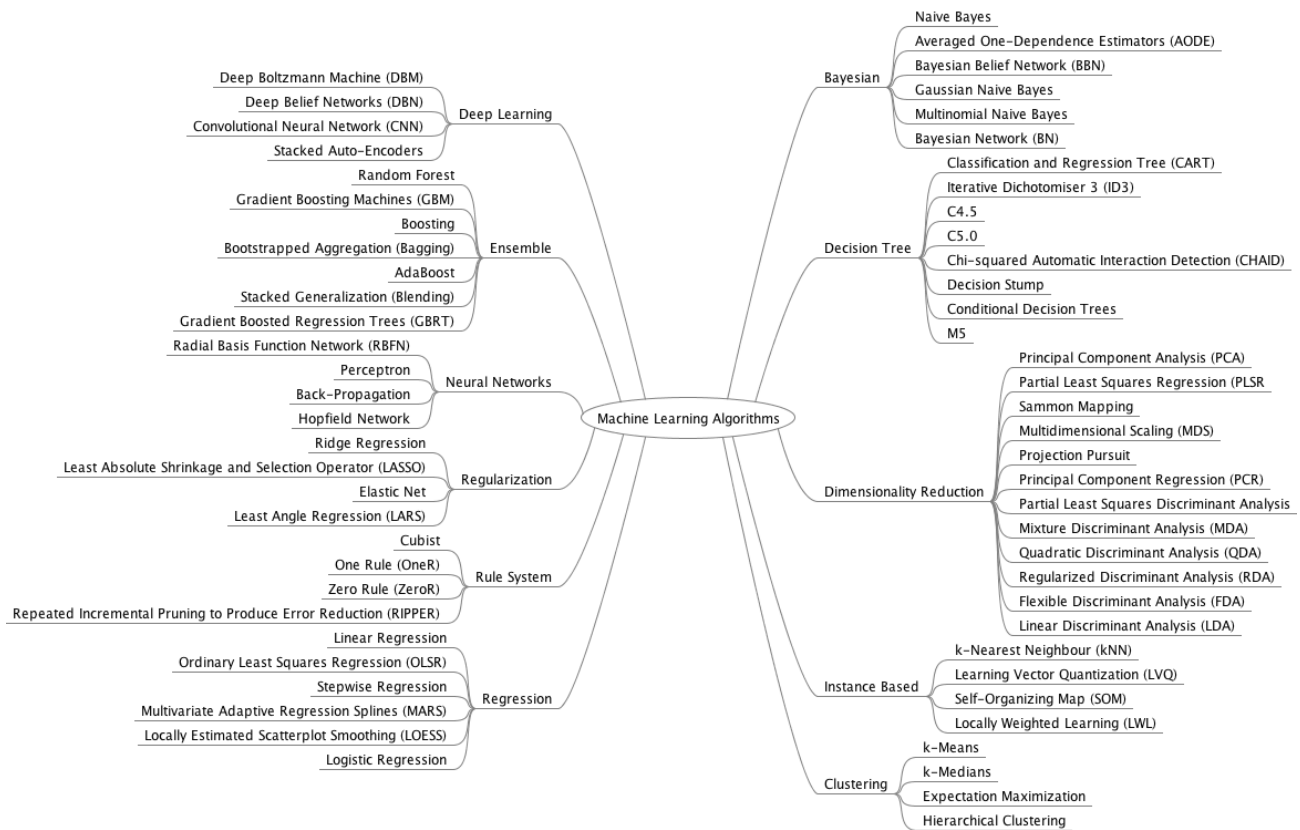 Machine Learning Algorithms
Deep Learning
Deep Boltzmann Machine (DBM)
Deep Belief Networks (DBN)
Convolutional Neural Network (CNN)
Stacked Auto-Encoders
Ensemble
Random Forest
Gradient Boosting Machines (GBM)
Boosting
Bootstrapped Aggregation (Bagging)
AdaBoost
Stacked Generalization (Blending)
Gradient Boosted Regression Trees (GBRT)
Neural Networks
Radial Basis Function Network (RBFN)
Perceptron
Back-Propagation
Hopfield Network
Regularization
Ridge Regression
Least Absolute Shrinkage and Selection Operator (LASSO)
Elastic Net
Least Angle Regression (LARS)
Rule System
Cubist
One Rule (OneR)
Zero Rule (ZeroR)
Repeated Incremental Pruning to Produce Error Reduction (RIPPER)
Regression
Linear Regression
Ordinary Least Squares Regression (OLSR)
Stepwise Regression
Multivariate Adaptive Regression Splines (MARS)
Locally Estimated Scatterplot Smoothing (LOESS)
Logistic Regression
Bayesian
Naive Bayes
Averaged One-Dependence Estimators (AODE)
Bayesian Belief Network (BBN)
Gaussian Naive Bayes
Multinomial Naive Bayes
Bayesian Network (BN)
Decision Tree
Classification and Regression Tree (CART)
Iterative Dichotomiser 3 (ID3)
C4.5
C5.0
Chi-squared Automatic Interaction Detection (CHAID)
Decision Stump
Conditional Decision Trees
M5
Dimensionality Reduction
Principal Component Analysis (PCA)
Partial Least Squares Regression (PLSR
Sammon Mapping
Multidimensional Scaling (MDS)
Projection Pursuit
Principal Component Regression (PCR)
Partial Least Squares Discriminant Analysis
Mixture Discriminant Analysis (MDA)
Quadratic Discriminant Analysis (QDA)
Regularized Discriminant Analysis (RDA)
Flexible Discriminant Analysis (FDA)
Linear Discriminant Analysis (LDA)
Instance Based
k-Nearest Neighbour (kNN)
Learning Vector Quantization (LVQ)
Self-Organizing Map (SOM)
Locally Weighted Learning (LWL)
Clustering
k-Means
k-Medians
Expectation Maximization
Hierarchical Clustering